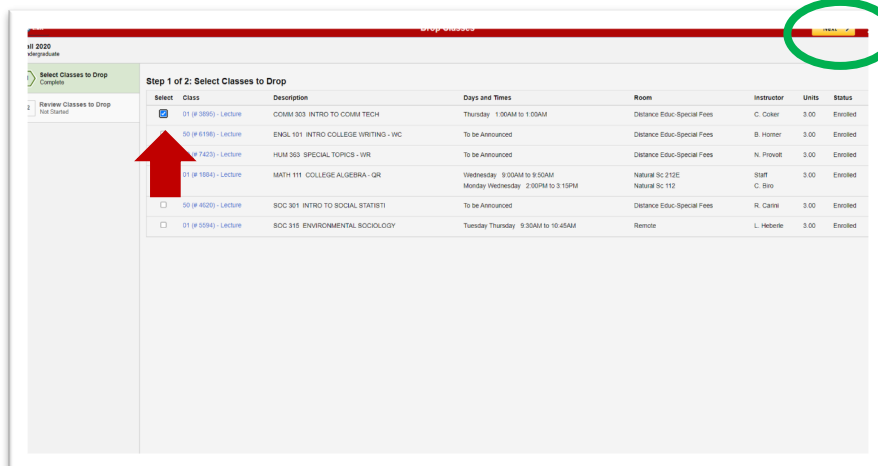 Drop Classes
Next
all 2020
ndergraduate
Select Classes to Drop
Complete
2
Review Classes to Drop
Not Started
Step 1 of 2: Select Classes to Drop
Select Class Description Days and Times Room Instructor Units Status
01 (# 3895) - Lecture COMM 303 INTRO TO COMM TECH Thursday 1:00AM to 1:00AM Distance Educ-Special Fees C. Coker 3.00 Enrolled
50 (# 6198) - Lecture ENGL 101 INTRO COLLEGE WRITING - WC To be Announced Distance Educ-Special Fees B. Horner 3.00 Enrolled
(# 7423) - Lecture HUM 363 SPECIAL TOPICS - WR To be Announced Distance Educ-Special Fees N. Provolt 3.00 Enrolled
01 (# 1884) - Lecture MATH 111 COLLEGE ALGEBRA - QR Wednesday 9:00AM to 9:50AM Natural Sc 212E Staff 3.00 Enrolled
Monday Wednesday 2:00PM to 3:15PM Natural Sc 112 C. Biro
50 (# 4620) - Lecture SOC 301 INTRO TO SOCIAL STATISTI To be Announced Distance Educ-Special Fees R. Carini 3.00 Enrolled
01 (# 5594) - Lecture SOC 315 ENVIRONMENTAL SOCIOLOGY Tuesday Thursday 9:30AM to 10:45AM Remote L. Heberle 3.00 Enrolled